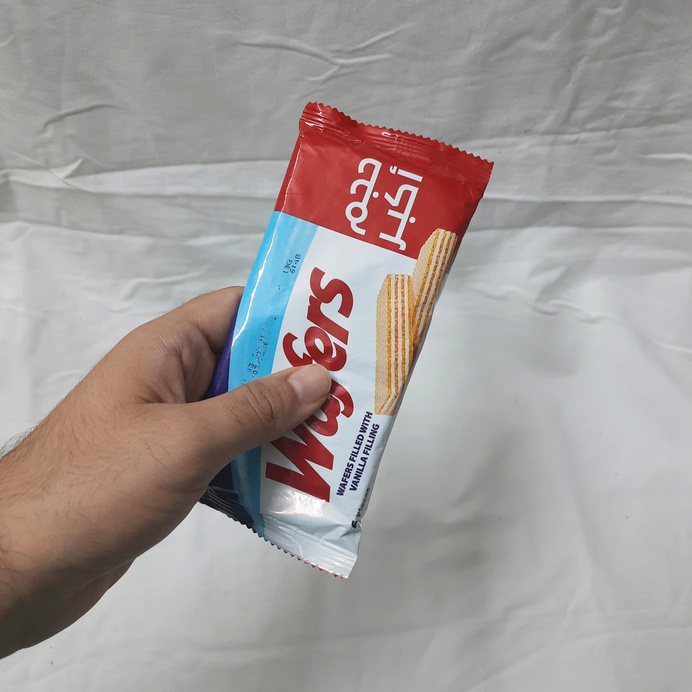 أكبر
حجم
Wafers
WAFERS FILLED WITH
VANILLA FILLING